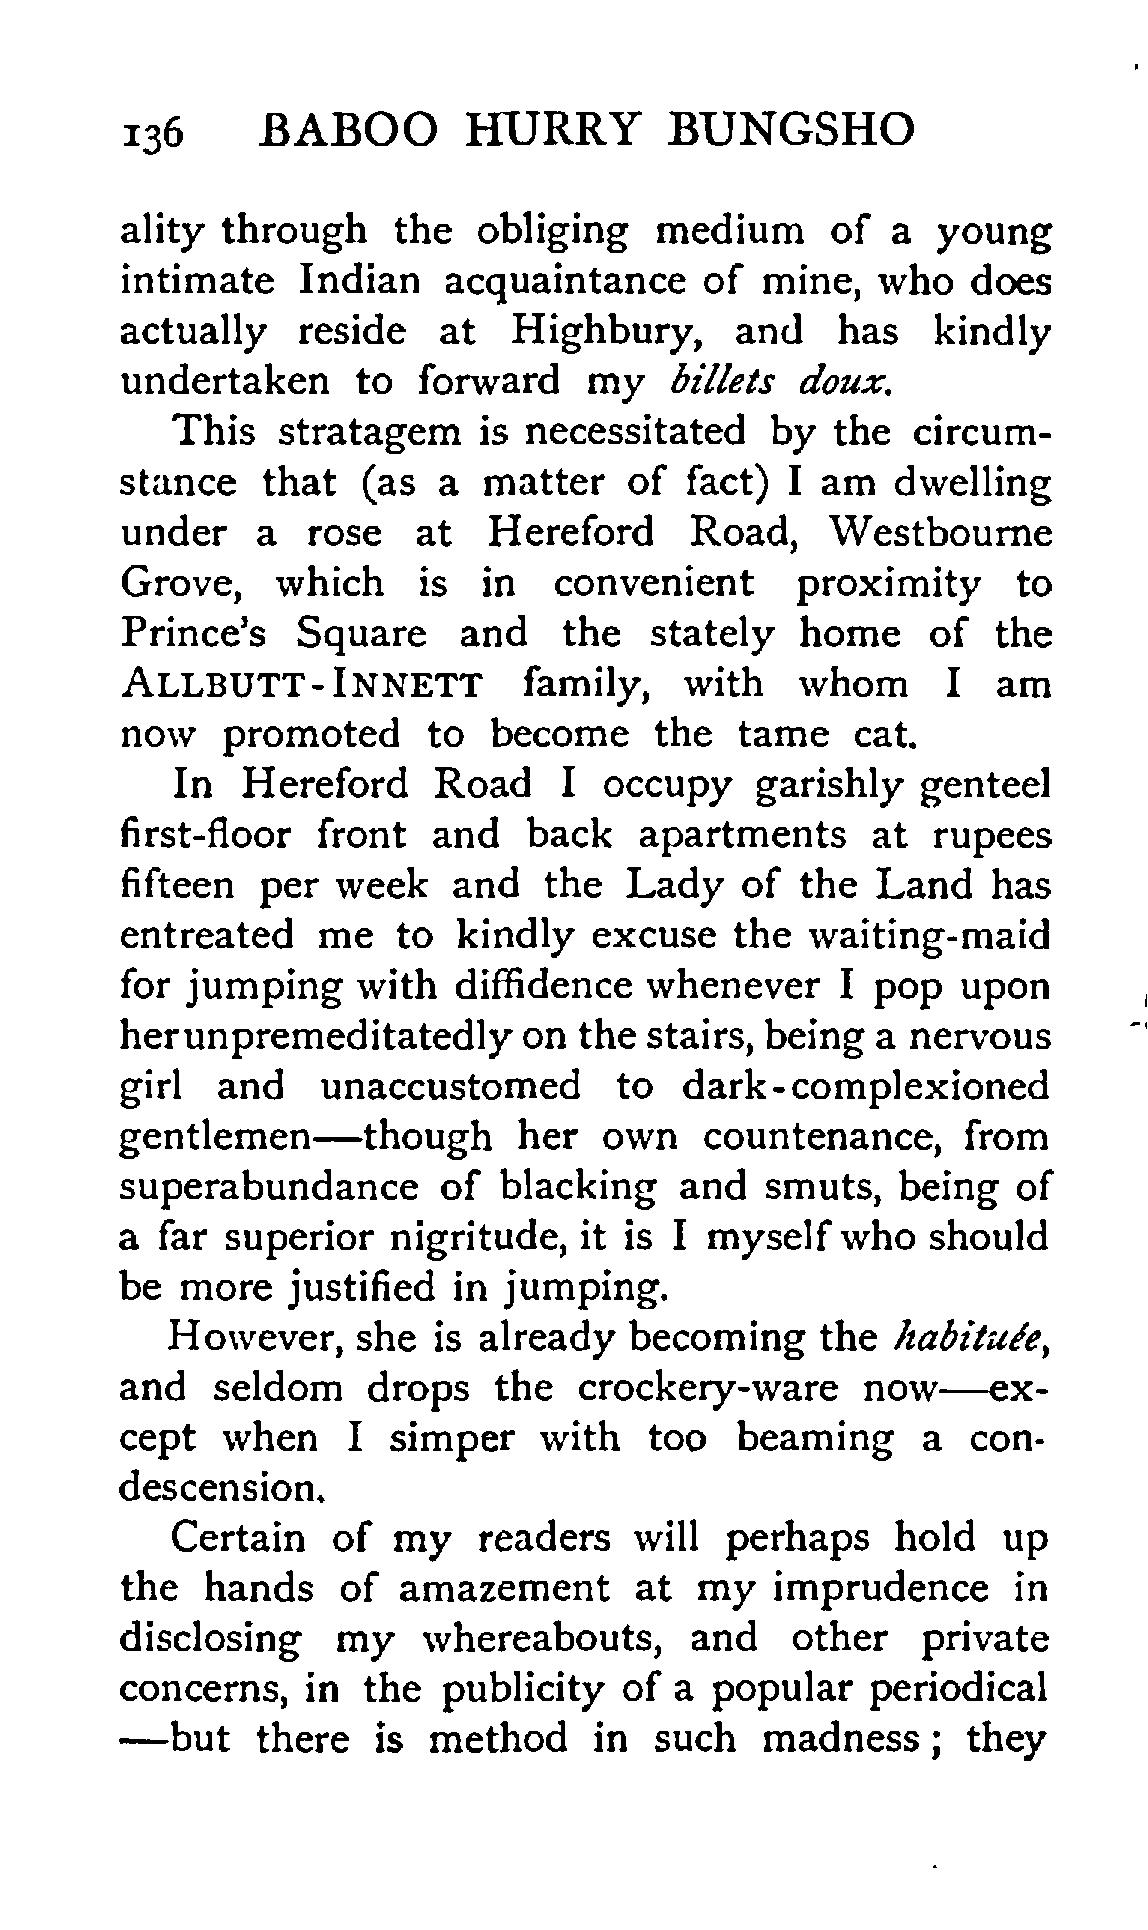 136 BABOO HURRY BUNGSHO
ality through the obliging medium of a young
intimate Indian acquaintance of mine, who does
actually reside at Highbury, and has kindly
undertaken to forward my billets doux.
This stratagem is necessitated by the circum-
stance that (as a matter of fact) I am dwelling
under a rose at Hereford Road, Westbourne
Grove, which is in convenient proximity to
Prince's Square and the stately home of the
ALLBUTT-INNETT family, with whom I am
now promoted to become the tame cat.
In Hereford Road I occupy garishly genteel
first-floor front and back apartments at rupees
fifteen per week and the Lady of the Land has
entreated me to kindly excuse the waiting-maid
for jumping with diffidence whenever I pop upon
her unpremeditatedly on the stairs, being a nervous
girl and unaccustomed to dark-complexioned
gentlemen—though her own countenance, from
superabundance of blacking and smuts, being of
a far superior nigritude, it is I myself who should
be more justified in jumping.
However, she is already becoming the habituée,
and seldom drops the crockery-ware now—ex-
cept when I simper with too beaming a con-
descension.
Certain of my readers will perhaps hold up
the hands of amazement at my imprudence in
disclosing my whereabouts, and other private
concerns, in the publicity of a popular periodical
—but there is method in such madness; they